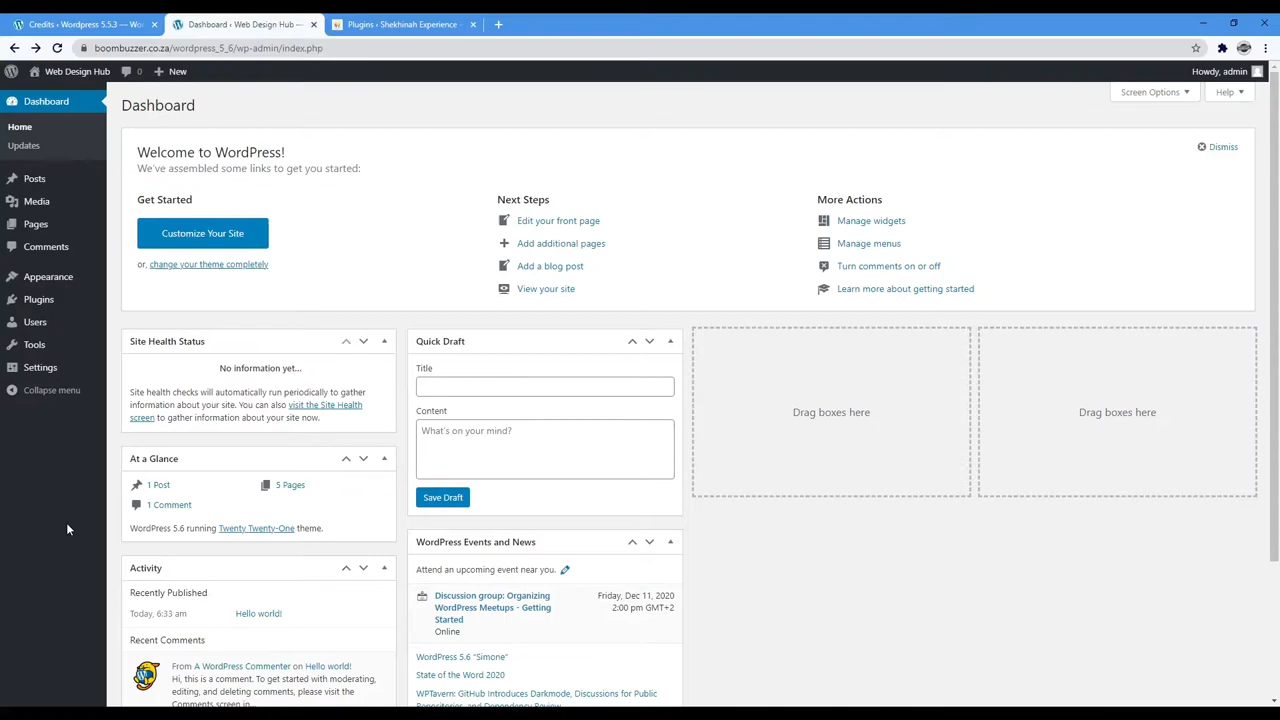 Credits ‹ Wordpress 5.5.3 — Wo
Dashboard ‹ Web Design Hub —
Plugins ‹ Shekhinah Experience -
boombuzzer.co.za/wordpress_5_6/wp-admin/index.php
Web Design Hub
0
New
Howdy, admin
Dashboard
Home
Updates
Posts
Media
Pages
Comments
Appearance
Plugins
Users
Tools
Settings
Collapse menu
Dashboard
Screen Options
Help
Welcome to WordPress!
We've assembled some links to get you started:
Dismiss
Get Started
Customize Your Site
or, change your theme completely
Next Steps
Edit your front page
Add additional pages
Add a blog post
View your site
More Actions
Manage widgets
Manage menus
Turn comments on or off
Learn more about getting started
Site Health Status
No information yet...
Site health checks will automatically run periodically to gather
information about your site. You can also visit the Site Health
screen to gather information about your site now.
At a Glance
1 Post
5 Pages
1 Comment
WordPress 5.6 running Twenty Twenty-One theme.
Activity
Recently Published
Today, 6:33 am
Hello world!
Recent Comments
From A WordPress Commenter on Hello world!
Hi, this is a comment. To get started with moderating,
editing, and deleting comments, please visit the
Comments screen in...
Quick Draft
Title
Content
What's on your mind?
Save Draft
WordPress Events and News
Attend an upcoming event near you.
Discussion group: Organizing
WordPress Meetups - Getting
Started
Online
Friday, Dec 11, 2020
2:00 pm GMT+2
WordPress 5.6 "Simone"
State of the Word 2020
WPTavern: GitHub Introduces Darkmode, Discussions for Public
Repositories, and Dependency Review
Drag boxes here
Drag boxes here